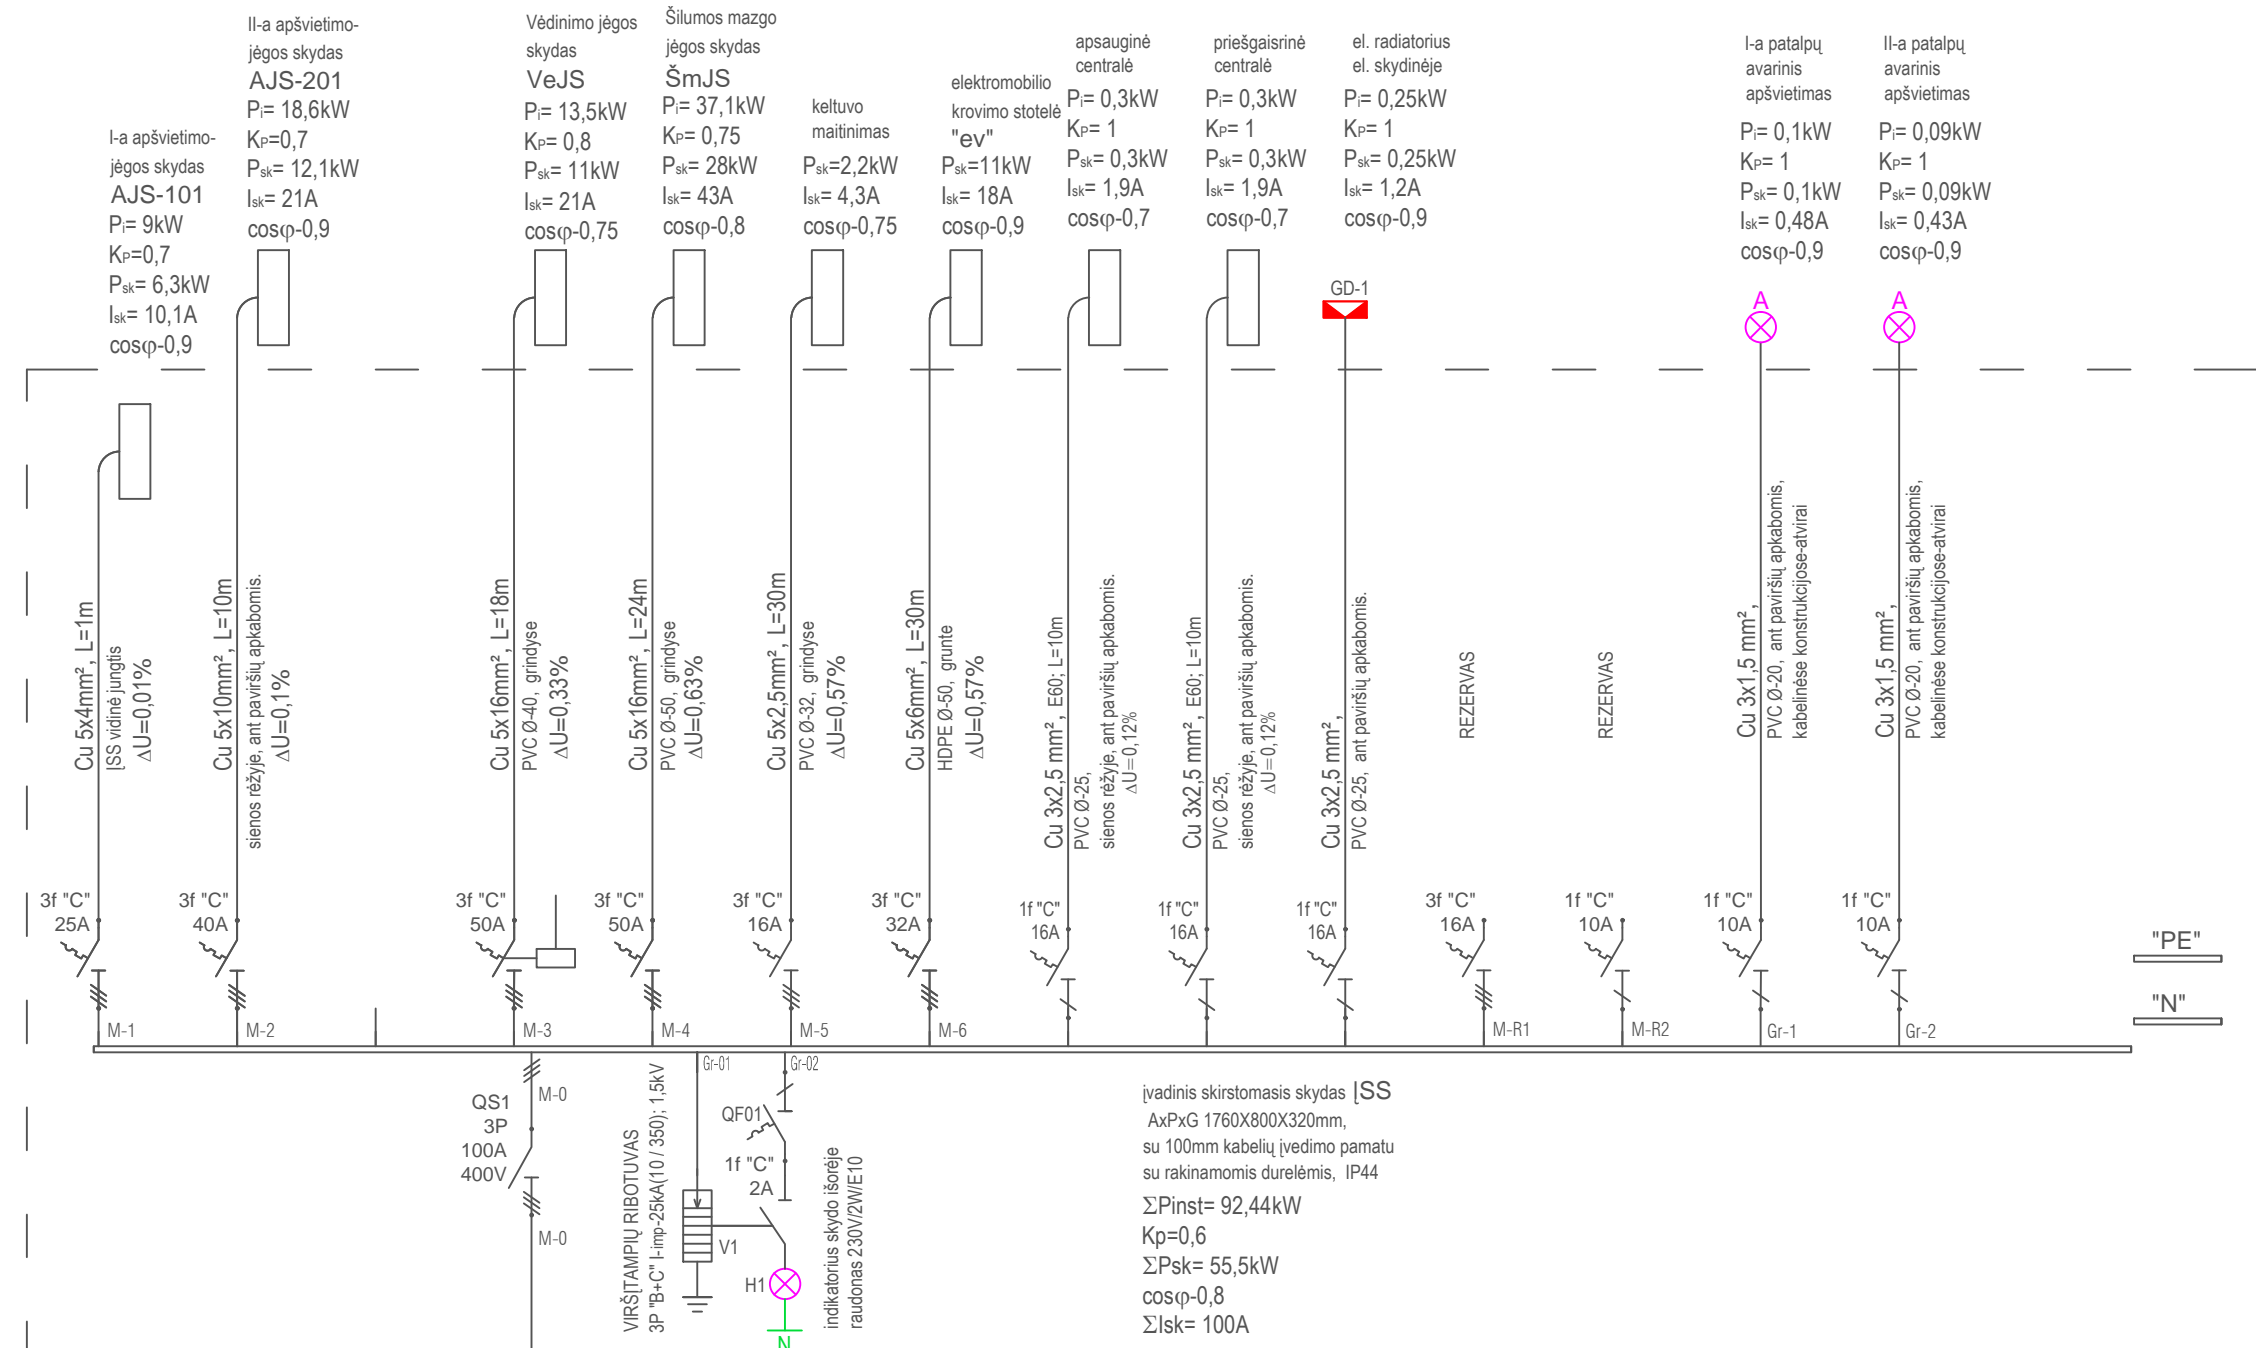 I-a apšvietimo-
jėgos skydas
AJS-101
Pi= 9kW
KP=0,7
Psk= 6,3kW
Isk= 10,1A
cosφ-0,9
II-a apšvietimo-
jėgos skydas
AJS-201
Pi= 18,6kW
KP=0,7
Psk= 12,1kW
Isk= 21A
cosφ-0,9
Vėdinimo jėgos
skydas
VeJS
Pi= 13,5kW
KP= 0,8
Psk= 11kW
Isk= 21A
cosφ-0,75
Šilumos mazgo
jėgos skydas
ŠmJS
Pi= 37,1kW
KP= 0,75
Psk= 28kW
Isk= 43A
cosφ-0,8
keltuvo
maitinimas
Psk=2,2kW
Isk= 4,3A
cosφ-0,75
elektromobilio
krovimo stotelė
"ev"
Psk=11kW
Isk= 18A
cosφ-0,9
apsauginė
centralė
Pi= 0,3kW
KP= 1
Psk= 0,3kW
Isk= 1,9A
cosφ-0,7
priešgaisrinė
centralė
Pi= 0,3kW
KP= 1
Psk= 0,3kW
Isk= 1,9A
cosφ-0,7
el. radiatorius
el. skydinėje
Pi= 0,25kW
KP= 1
Psk= 0,25kW
Isk= 1,2A
cosφ-0,9
GD-1
I-a patalpų
avarinis
apšvietimas
Pi= 0,1kW
KP= 1
Psk= 0,1kW
Isk= 0,48A
cosφ-0,9
A
II-a patalpų
avarinis
apšvietimas
Pi= 0,09kW
KP= 1
Psk= 0,09kW
Isk= 0,43A
cosφ-0,9
A
Cu 5x4mm², L=1m
ĮSS vidinė jungtis
ΔU=0,01%
Cu 5x10mm², L=10m
sienos rėžyje, ant paviršių apkabomis.
ΔU=0,1%
Cu 5x16mm², L=18m
PVC Ø-40, grindyse
ΔU=0,33%
Cu 5x16mm², L=24m
PVC Ø-50, grindyse
ΔU=0,63%
Cu 5x2,5mm², L=30m
PVC Ø-32, grindyse
ΔU=0,57%
Cu 5x6mm², L=30m
HDPE Ø-50, grunte
ΔU=0,57%
Cu 3x2,5 mm², E60; L=10m
PVC Ø-25,
sienos rėžyje, ant paviršių apkabomis.
ΔU=0,12%
Cu 3x2,5 mm², E60; L=10m
PVC Ø-25,
sienos rėžyje, ant paviršių apkabomis.
ΔU=0,12%
Cu 3x2,5 mm²,
PVC Ø-25, ant paviršių apkabomis.
REZERVAS
REZERVAS
Cu 3x1,5 mm²,
PVC Ø-20, ant paviršių apkabomis,
kabelinėse konstrukcijose-atvirai
Cu 3x1,5 mm²,
PVC Ø-20, ant paviršių apkabomis,
kabelinėse konstrukcijose-atvirai
3f "C"
25A
3f "C"
40A
3f "C"
50A
3f "C"
50A
3f "C"
16A
3f "C"
32A
1f "C"
16A
1f "C"
16A
1f "C"
16A
3f "C"
16A
1f "C"
10A
1f "C"
10A
1f "C"
10A
"PE"
"N"
M-1
M-2
M-3
M-4
M-5
M-6
M-R1
M-R2
Gr-1
Gr-2
QS1
3P
100A
400V
M-0
M-0
VIRŠĮTAMPIŲ RIBOTUVAS
3P "B+C" I-imp-25kA(10 / 350); 1,5kV
Gr-01
Gr-02
QF01
1f "C"
2A
V1
H1
N
indikatorius skydo išorėje
raudonas 230V/2W/E10
įvadinis skirstomasis skydas ĮSS
AxPxG 1760X800X320mm,
su 100mm kabelių įvedimo pamatu
su rakinamomis durelėmis, IP44
ΣPinst= 92,44kW
Kp=0,6
ΣPsk= 55,5kW
cosφ-0,8
ΣIsk= 100A